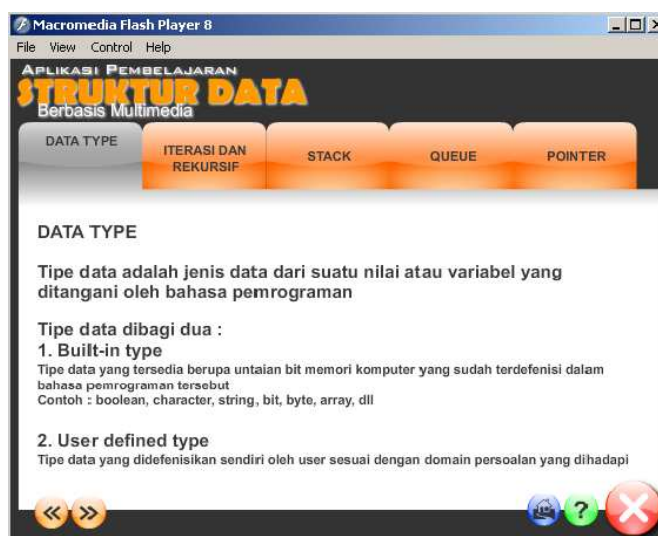 Macromedia Flash Player 8
File View Control Help
APLIKASI PEMBELAJARAN
STRUKTUR DATA
Berbasis Multimedia
DATA TYPE
ITERASI DAN
REKURSIF
STACK
QUEUE
POINTER
DATA TYPE
Tipe data adalah jenis data dari suatu nilai atau variabel yang
ditangani oleh bahasa pemrograman
Tipe data dibagi dua :
1. Built-in type
Tipe data yang tersedia berupa untaian bit memori komputer yang sudah terdefenisi dalam
bahasa pemrograman tersebut
Contoh : boolean, character, string, bit, byte, array, dll
2. User defined type
Tipe data yang didefenisikan sendiri oleh user sesuai dengan domain persoalan yang dihadapi
?